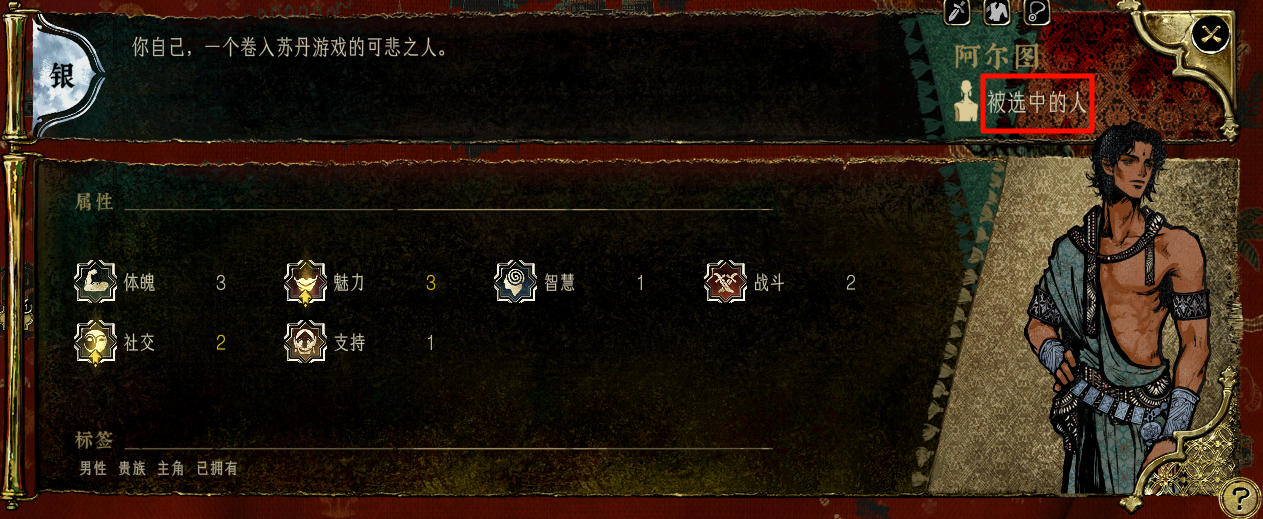 银
你自己，一个卷入苏丹游戏的可悲之人。
阿尔图
被选中的人
属性
体魄 3 魅力 3 智慧 1 战斗 2
社交 2 支持 1
标签
男性 贵族 主角 已拥有
?